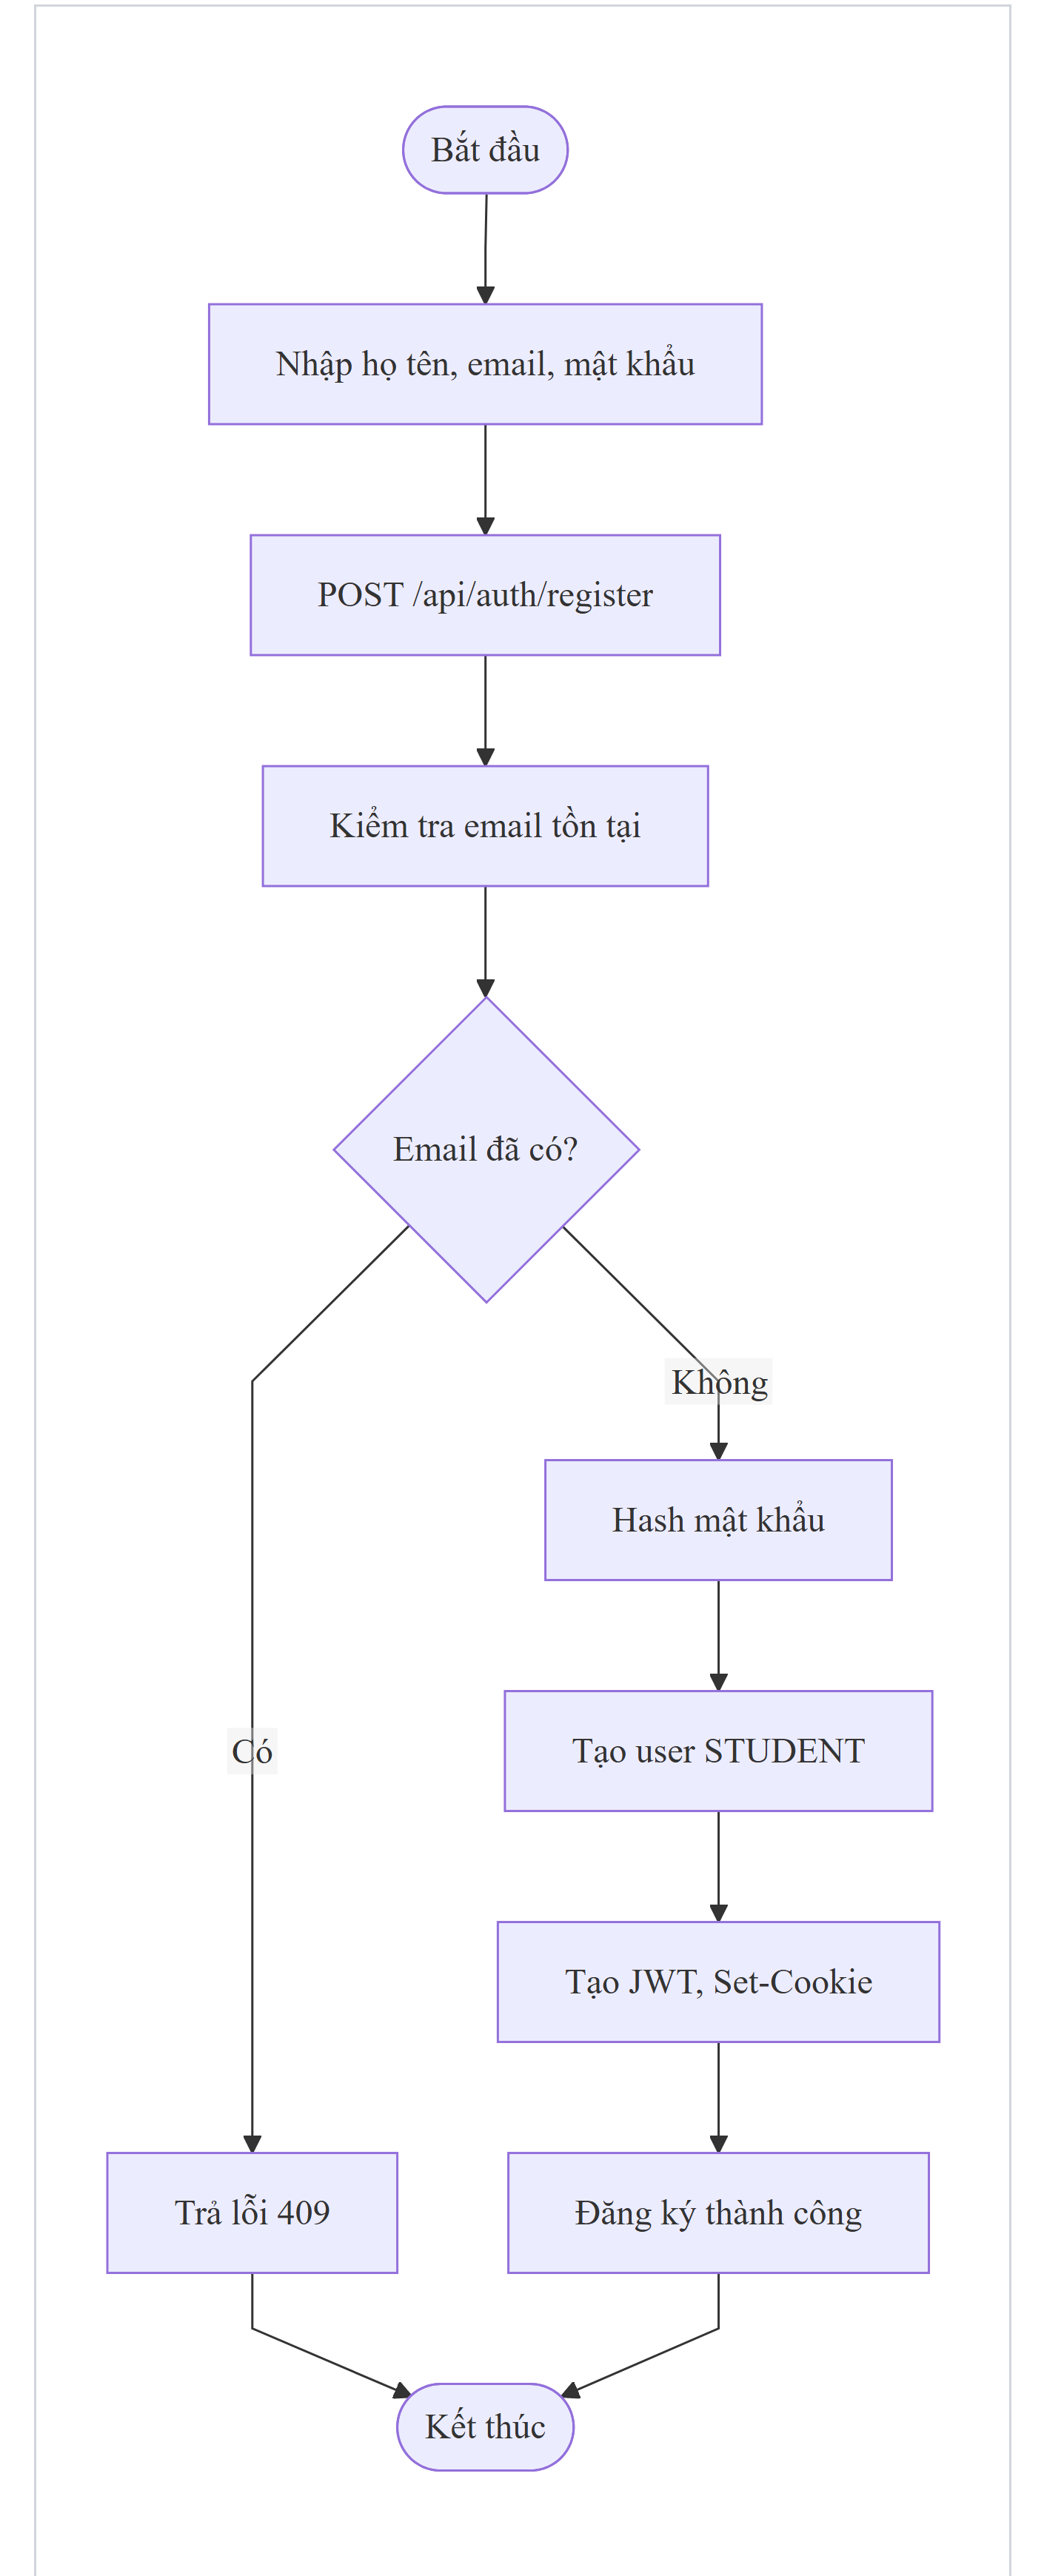 Bắt đầu
Nhập họ tên, email, mật khẩu
POST /api/auth/register
Kiểm tra email tồn tại
Email đã có?
Không
Hash mật khẩu
Có
Tạo user STUDENT
Tạo JWT, Set-Cookie
Trả lỗi 409
Đăng ký thành công
Kết thúc